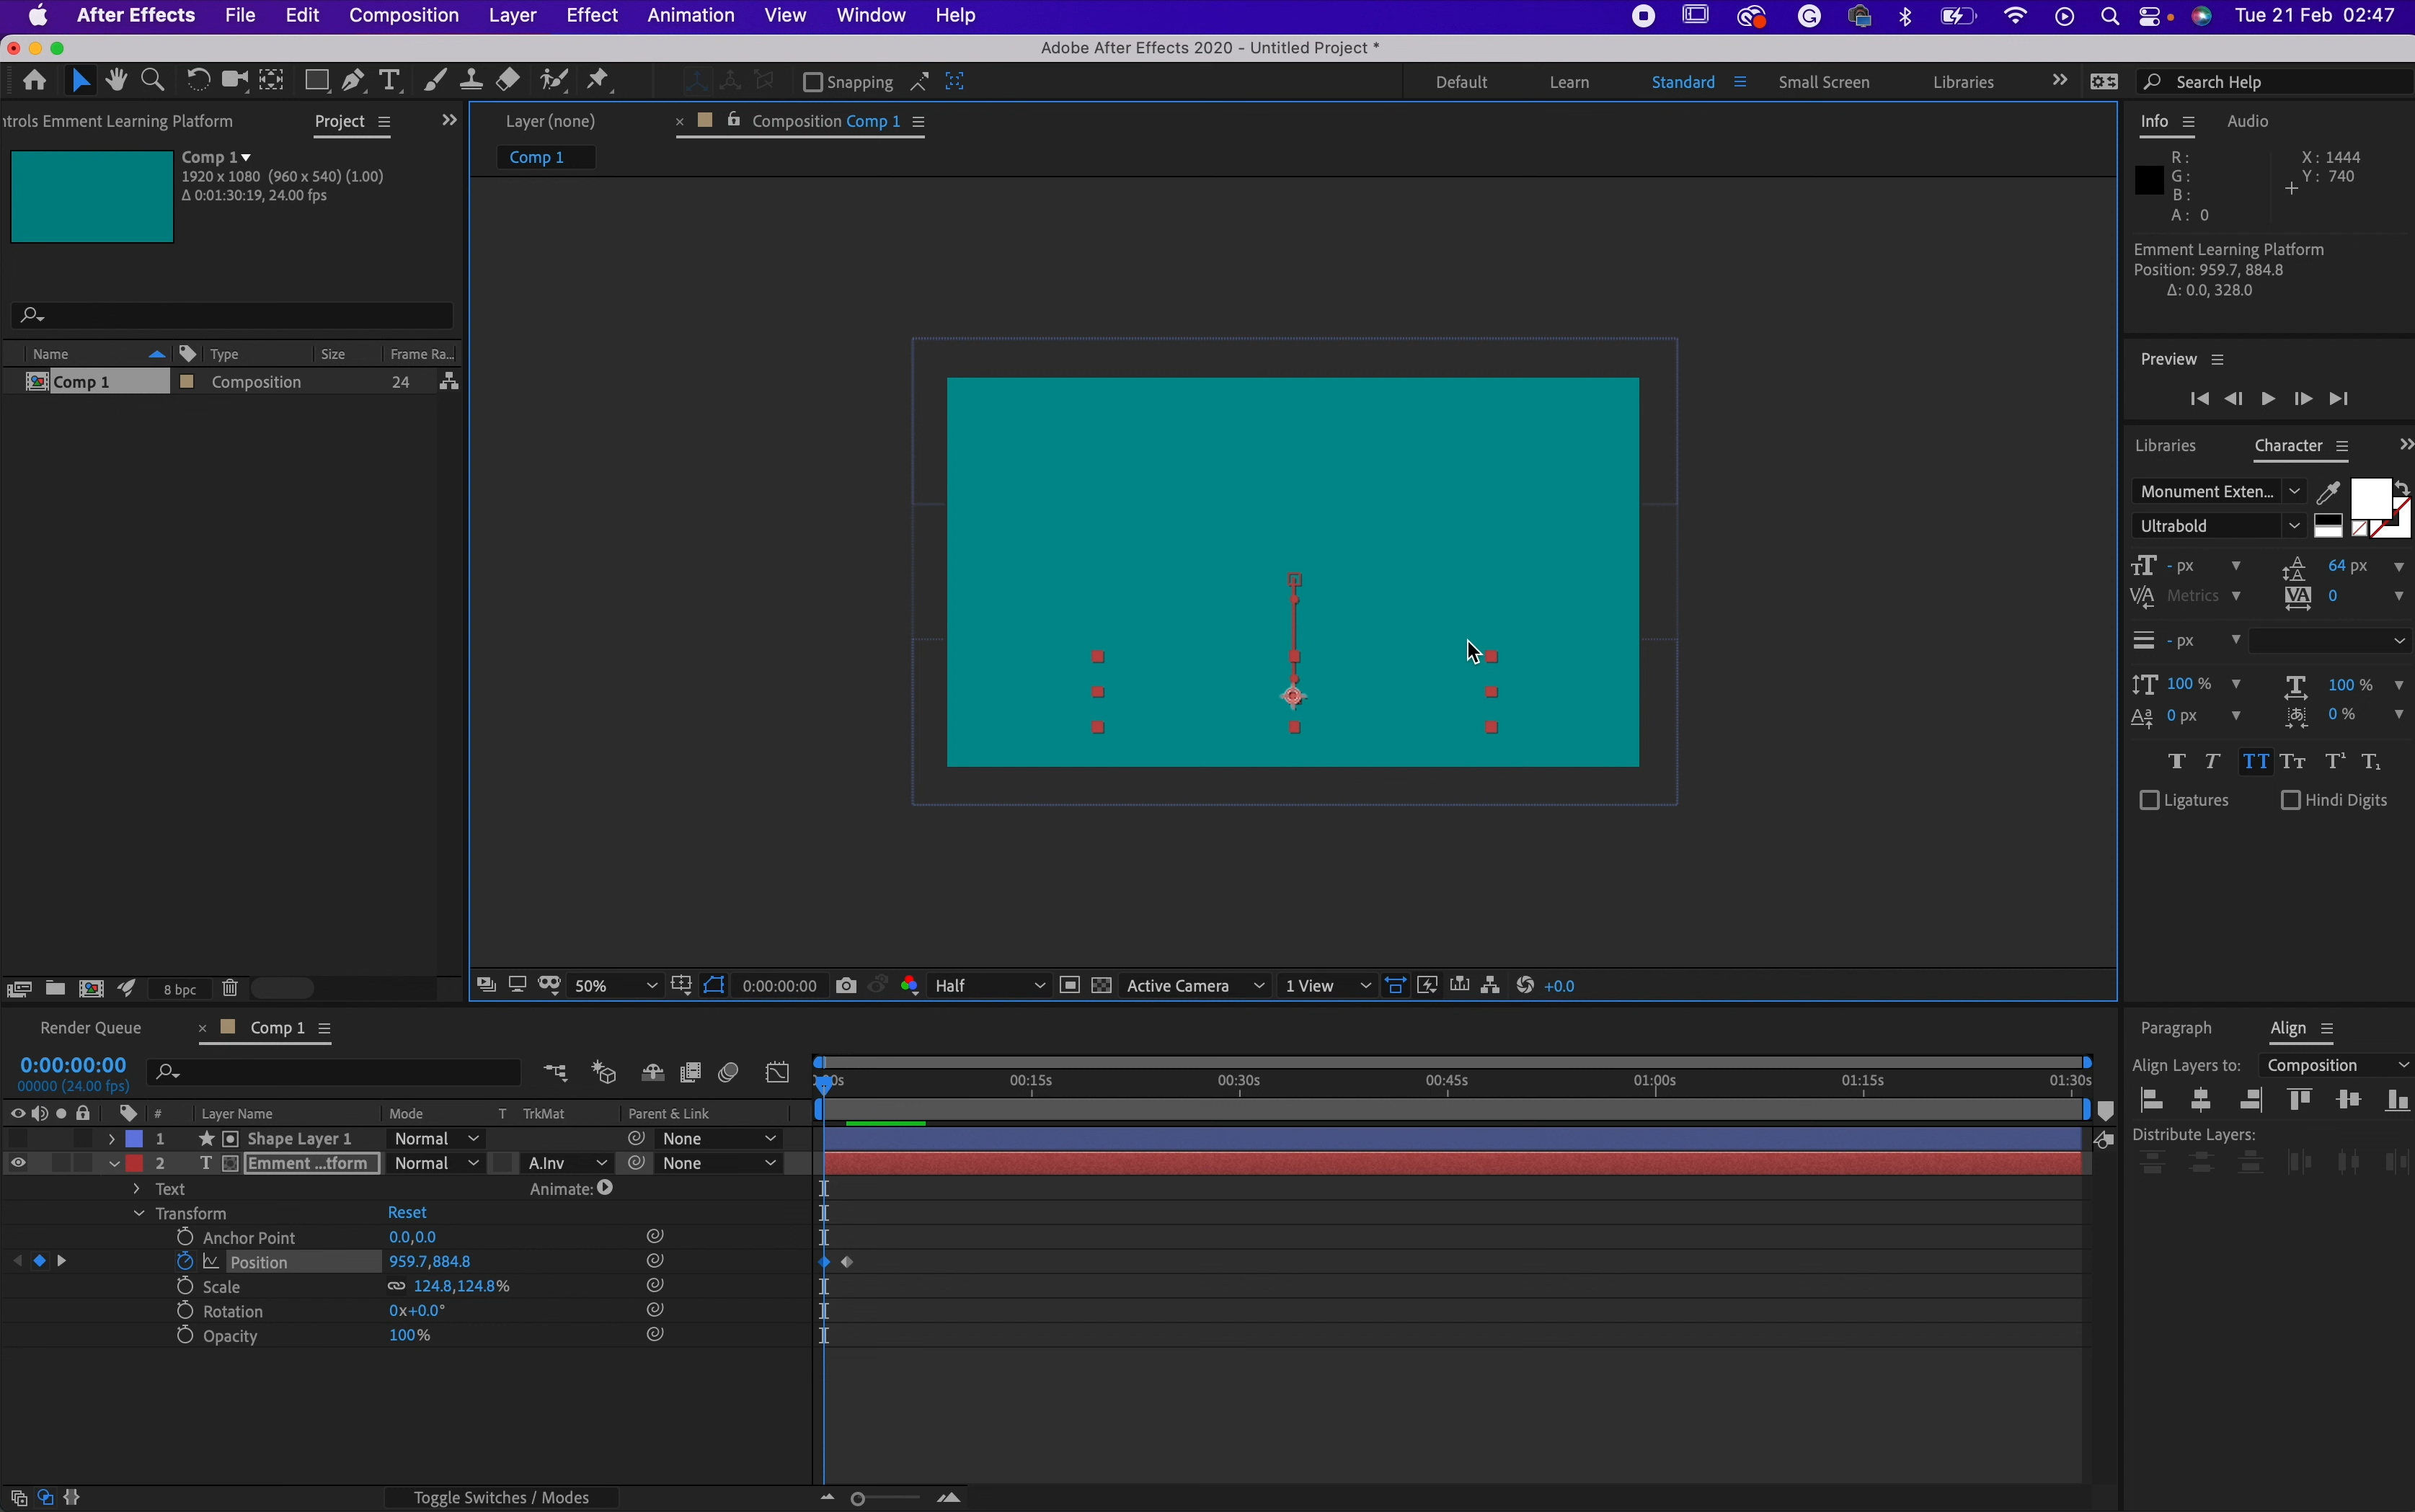 After Effects File Edit Composition Layer Effect Animation View Window Help Tue 21 Feb 02:47
Adobe After Effects 2020 - Untitled Project *
Snapping Default Learn Standard Small Screen Libraries Search Help
ntrols Emment Learning Platform Project
Layer (none) × Composition Comp 1
Info Audio
Comp 1
Comp 1
1920 x 1080 (960 x 540) (1.00)
Δ 0:01:30:19, 24.00 fps
R:
G:
B:
A: 0
X: 1444
Y: 740
Emment Learning Platform
Position: 959.7, 884.8
Δ: 0.0, 328.0
Name Type Size Frame Ra...
Comp 1 Composition 24
Preview
Libraries Character
Monument Exten...
Ultrabold
- px 64 px
Metrics 0
- px
100 % 100 %
0 px 0 %
T T TT TT T¹ T₁
Ligatures Hindi Digits
8 bpc
50% 0:00:00:00 Half Active Camera 1 View +0.0
Render Queue × Comp 1
Paragraph Align
0:00:00:00
00000 (24.00 fps)
00:15s 00:30s 00:45s 01:00s 01:15s 01:30s
Align Layers to: Composition
Distribute Layers:
# Layer Name Mode T TrkMat Parent & Link
1 Shape Layer 1 Normal None
2 T Emment ...tform Normal A.Inv None
Text Animate:
Transform Reset
Anchor Point 0.0,0.0
Position 959.7,884.8
Scale 124.8,124.8%
Rotation 0x+0.0°
Opacity 100%
Toggle Switches / Modes